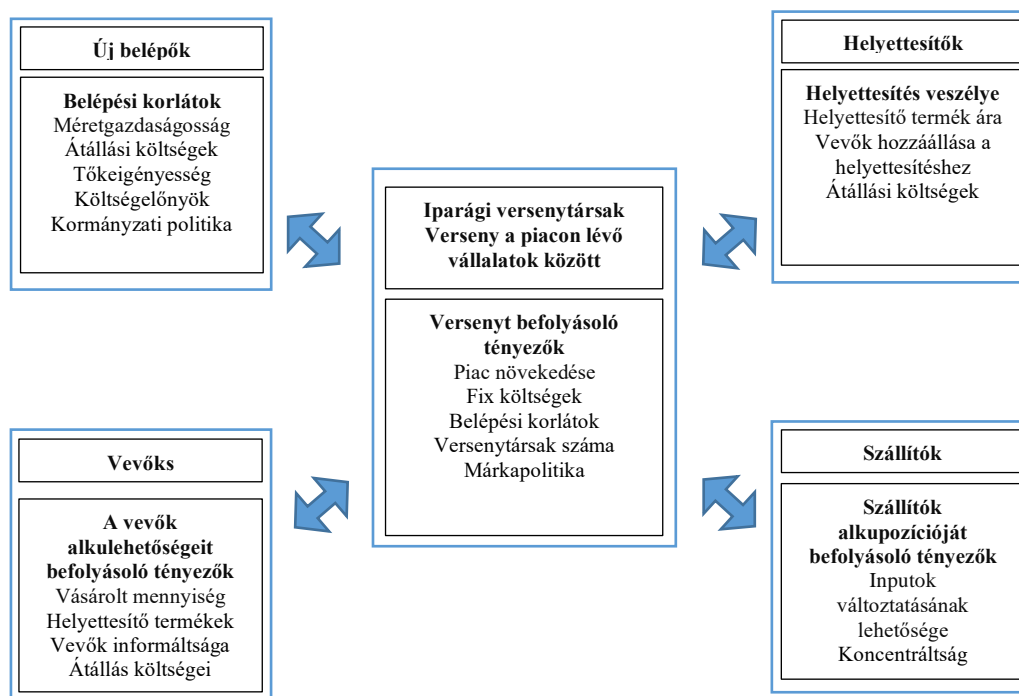 Új belépők
Belépési korlátok
Méretgazdaságosság
Átállási költségek
Tőkeigényesség
Költségelőnyök
Kormányzati politika
Helyettesítők
Helyettesítés veszélye
Helyettesítő termék ára
Vevők hozzáállása a
helyettesítéshez
Átállási költségek
Iparági versenytársak
Verseny a piacon lévő
vállalatok között
Versenyt befolyásoló
tényezők
Piac növekedése
Fix költségek
Belépési korlátok
Versenytársak száma
Márkapolitika
Vevőks
A vevők
alkulehetőségeit
befolyásoló tényezők
Vásárolt mennyiség
Helyettesítő termékek
Vevők informáltsága
Átállás költségei
Szállítók
Szállítók
alkupozícióját
befolyásoló tényezők
Inputok
változtatásának
lehetősége
Koncentráltság